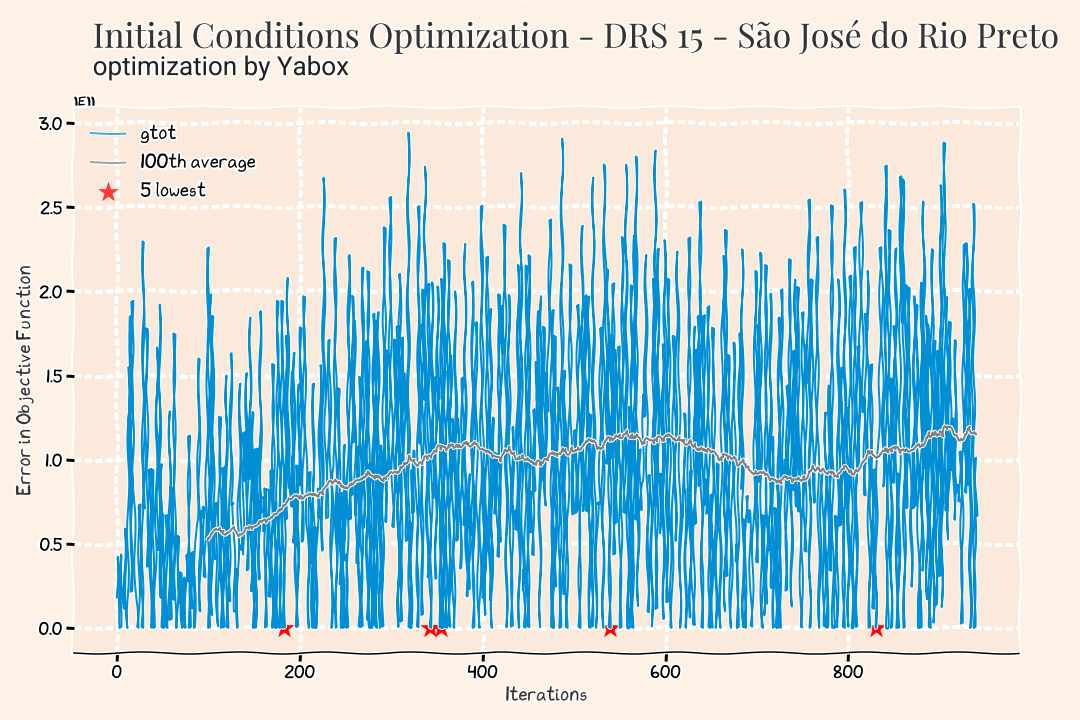 Initial Conditions Optimization - DRS 15 - São José do Rio Preto
optimization by Yabox
1E11
3.0
2.5
2.0
1.5
1.0
0.5
0.0
gtot
100th average
5 lowest
Error in Objective Function
0 200 400 600 800
Iterations